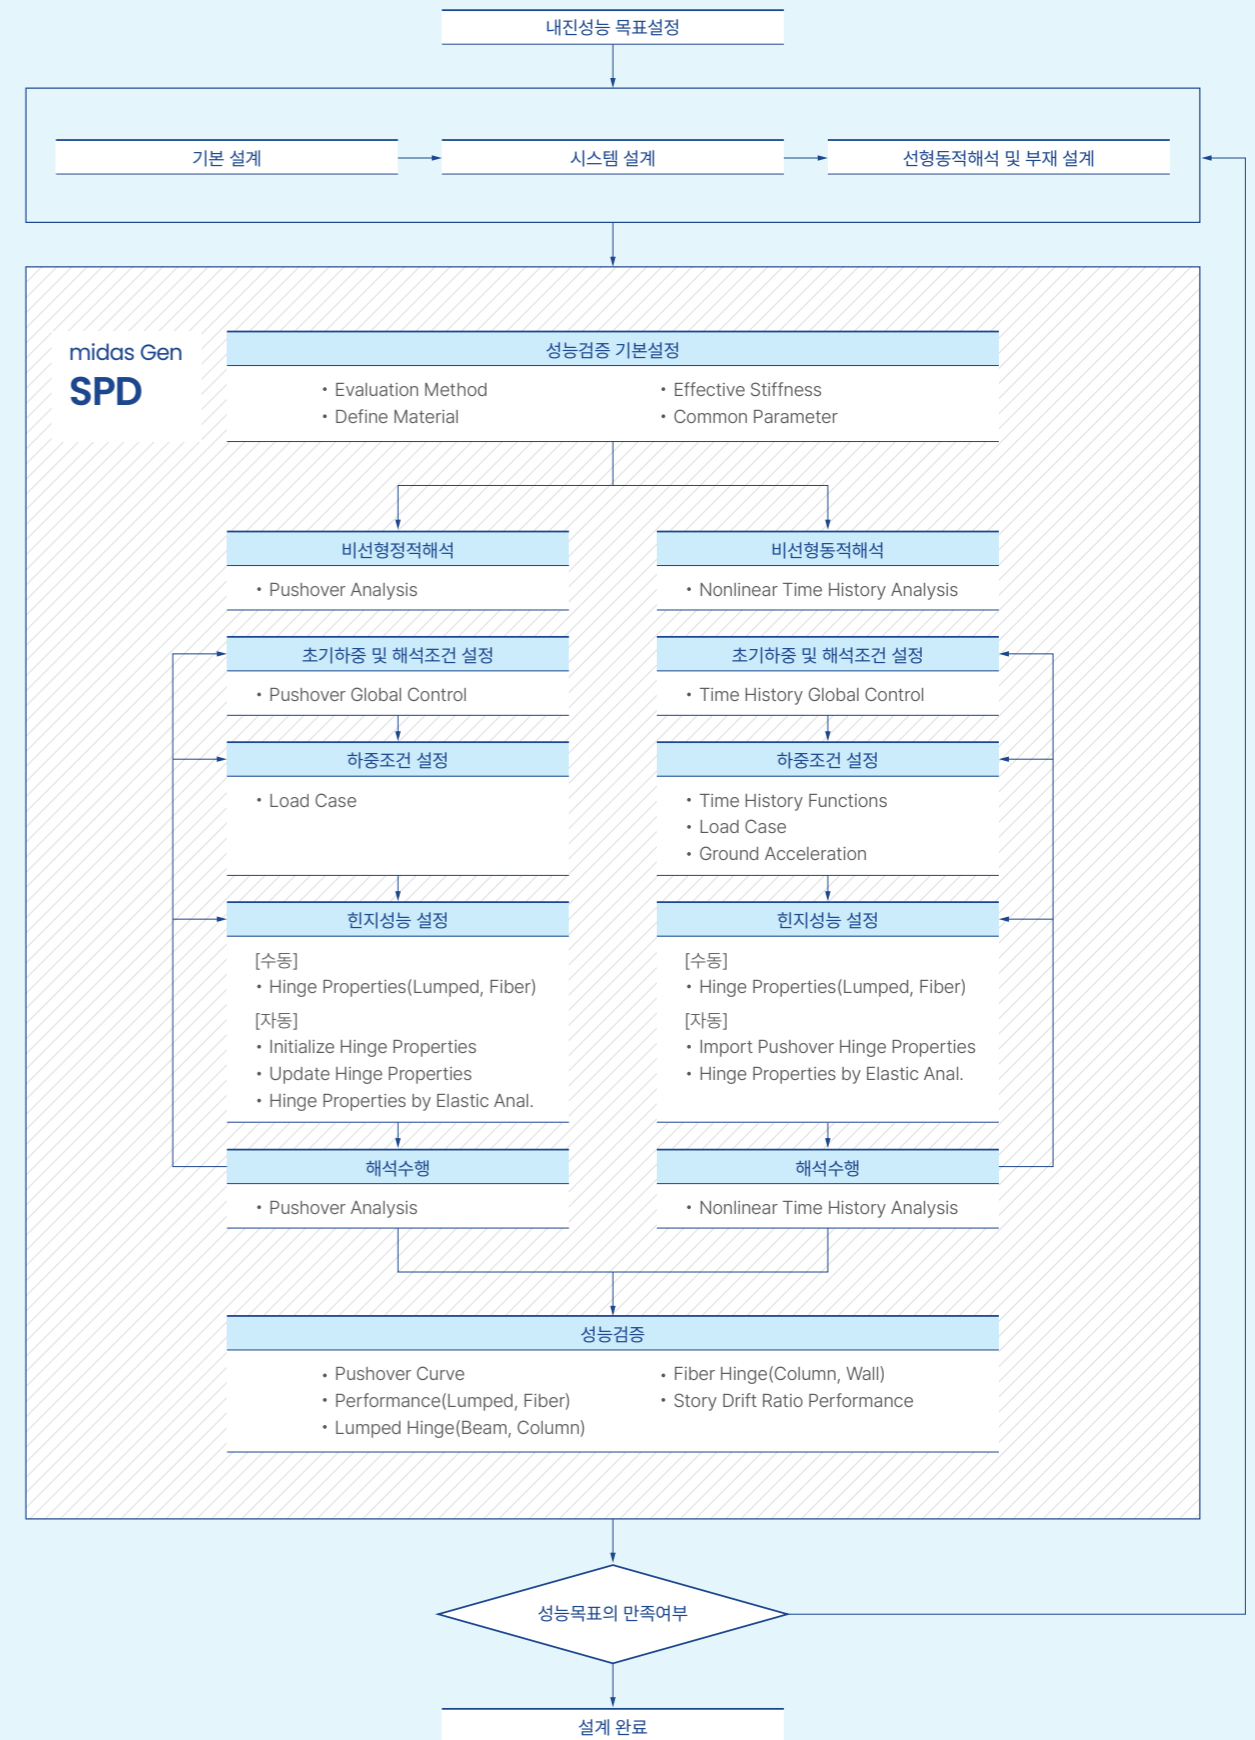 내진성능 목표설정
기본 설계
시스템 설계
선형동적해석 및 부재 설계
midas Gen
SPD
성능검증 기본설정
• Evaluation Method
• Define Material
• Effective Stiffness
• Common Parameter
비선형정적해석
• Pushover Analysis
초기하중 및 해석조건 설정
• Pushover Global Control
하중조건 설정
• Load Case
힌지성능 설정
[수동]
• Hinge Properties(Lumped, Fiber)
[자동]
• Initialize Hinge Properties
• Update Hinge Properties
• Hinge Properties by Elastic Anal.
해석수행
• Pushover Analysis
비선형동적해석
• Nonlinear Time History Analysis
초기하중 및 해석조건 설정
• Time History Global Control
하중조건 설정
• Time History Functions
• Load Case
• Ground Acceleration
힌지성능 설정
[수동]
• Hinge Properties(Lumped, Fiber)
[자동]
• Import Pushover Hinge Properties
• Hinge Properties by Elastic Anal.
해석수행
• Nonlinear Time History Analysis
성능검증
• Pushover Curve
• Performance(Lumped, Fiber)
• Lumped Hinge(Beam, Column)
• Fiber Hinge(Column, Wall)
• Story Drift Ratio Performance
성능목표의 만족여부
설계 완료